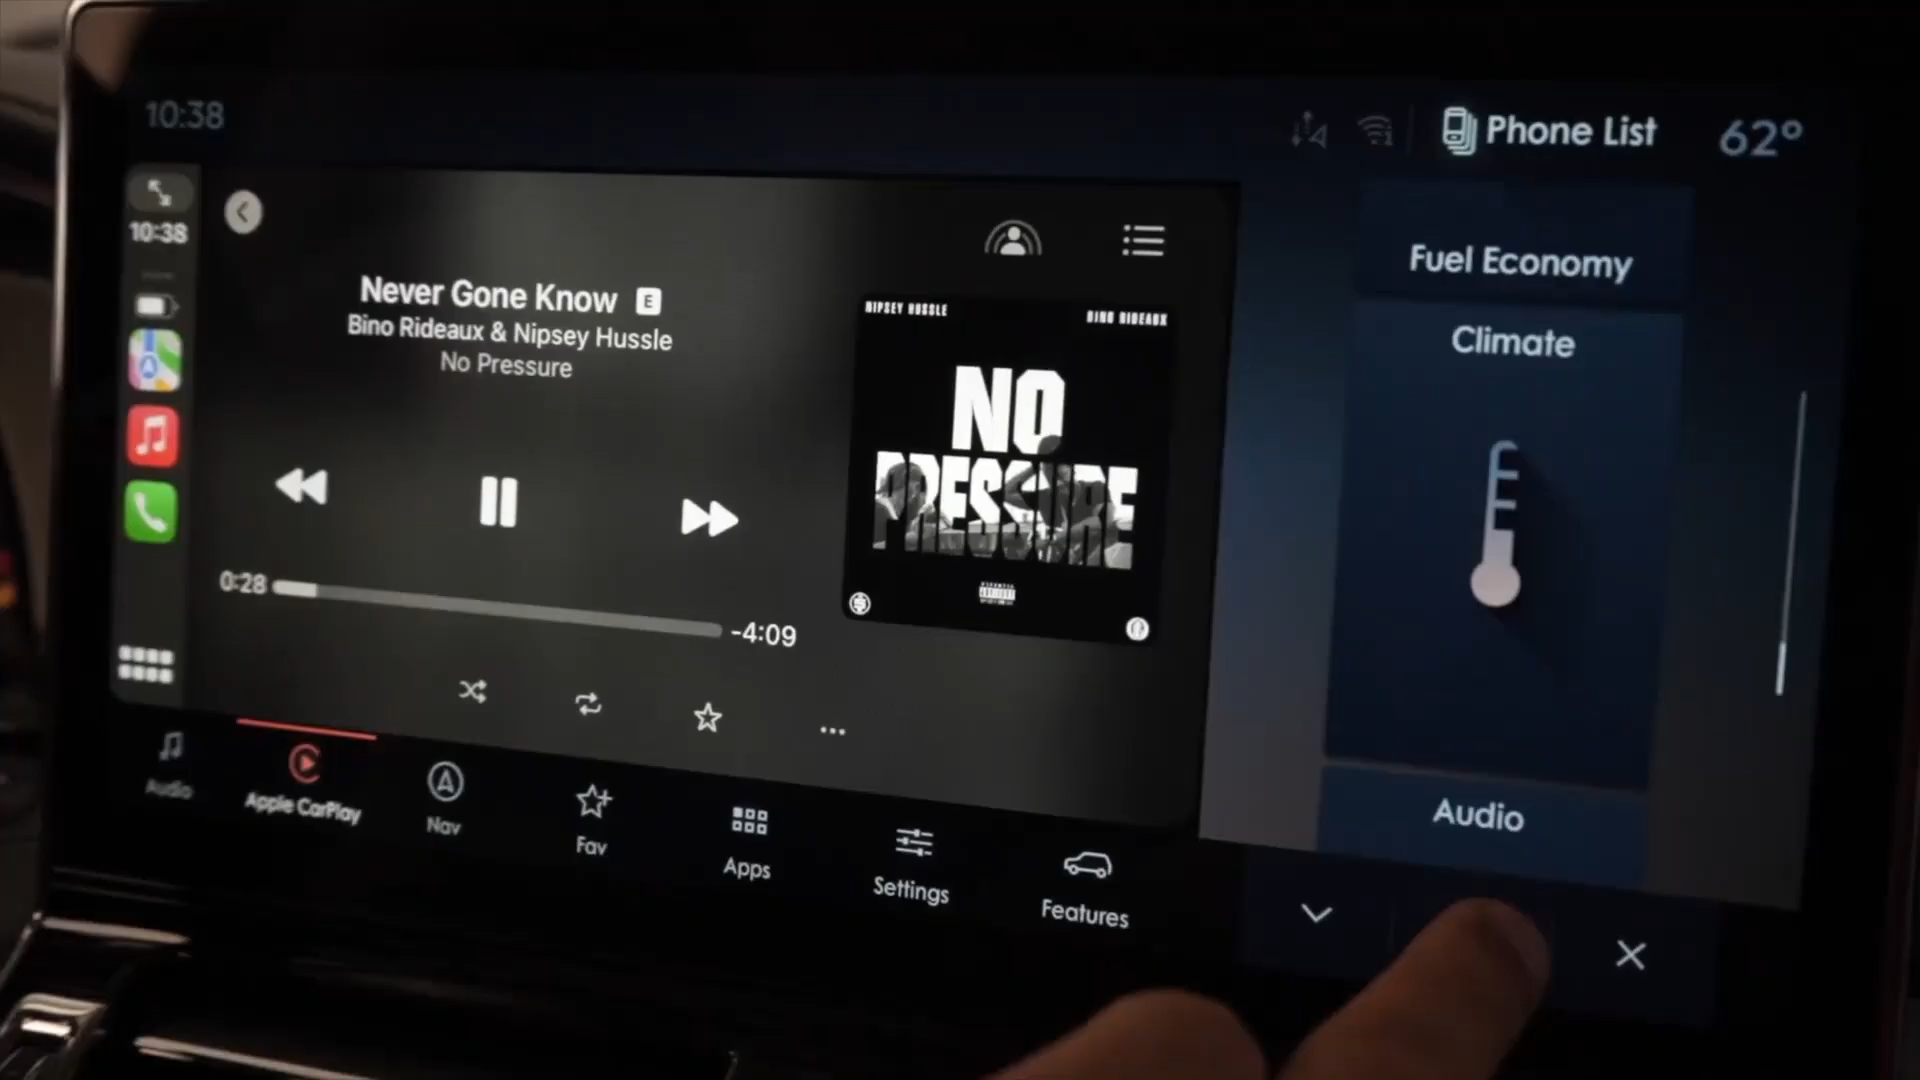 10:38
Phone List
62°
10:38
Never Gone Know E
Bino Rideaux & Nipsey Hussle
No Pressure
0:28
-4:09
NIPSEY HUSSLE
BINO RIDEAUX
NO
PRESSURE
Fuel Economy
Climate
Audio
Audio
Apple CarPlay
Nav
Fav
Apps
Settings
Features